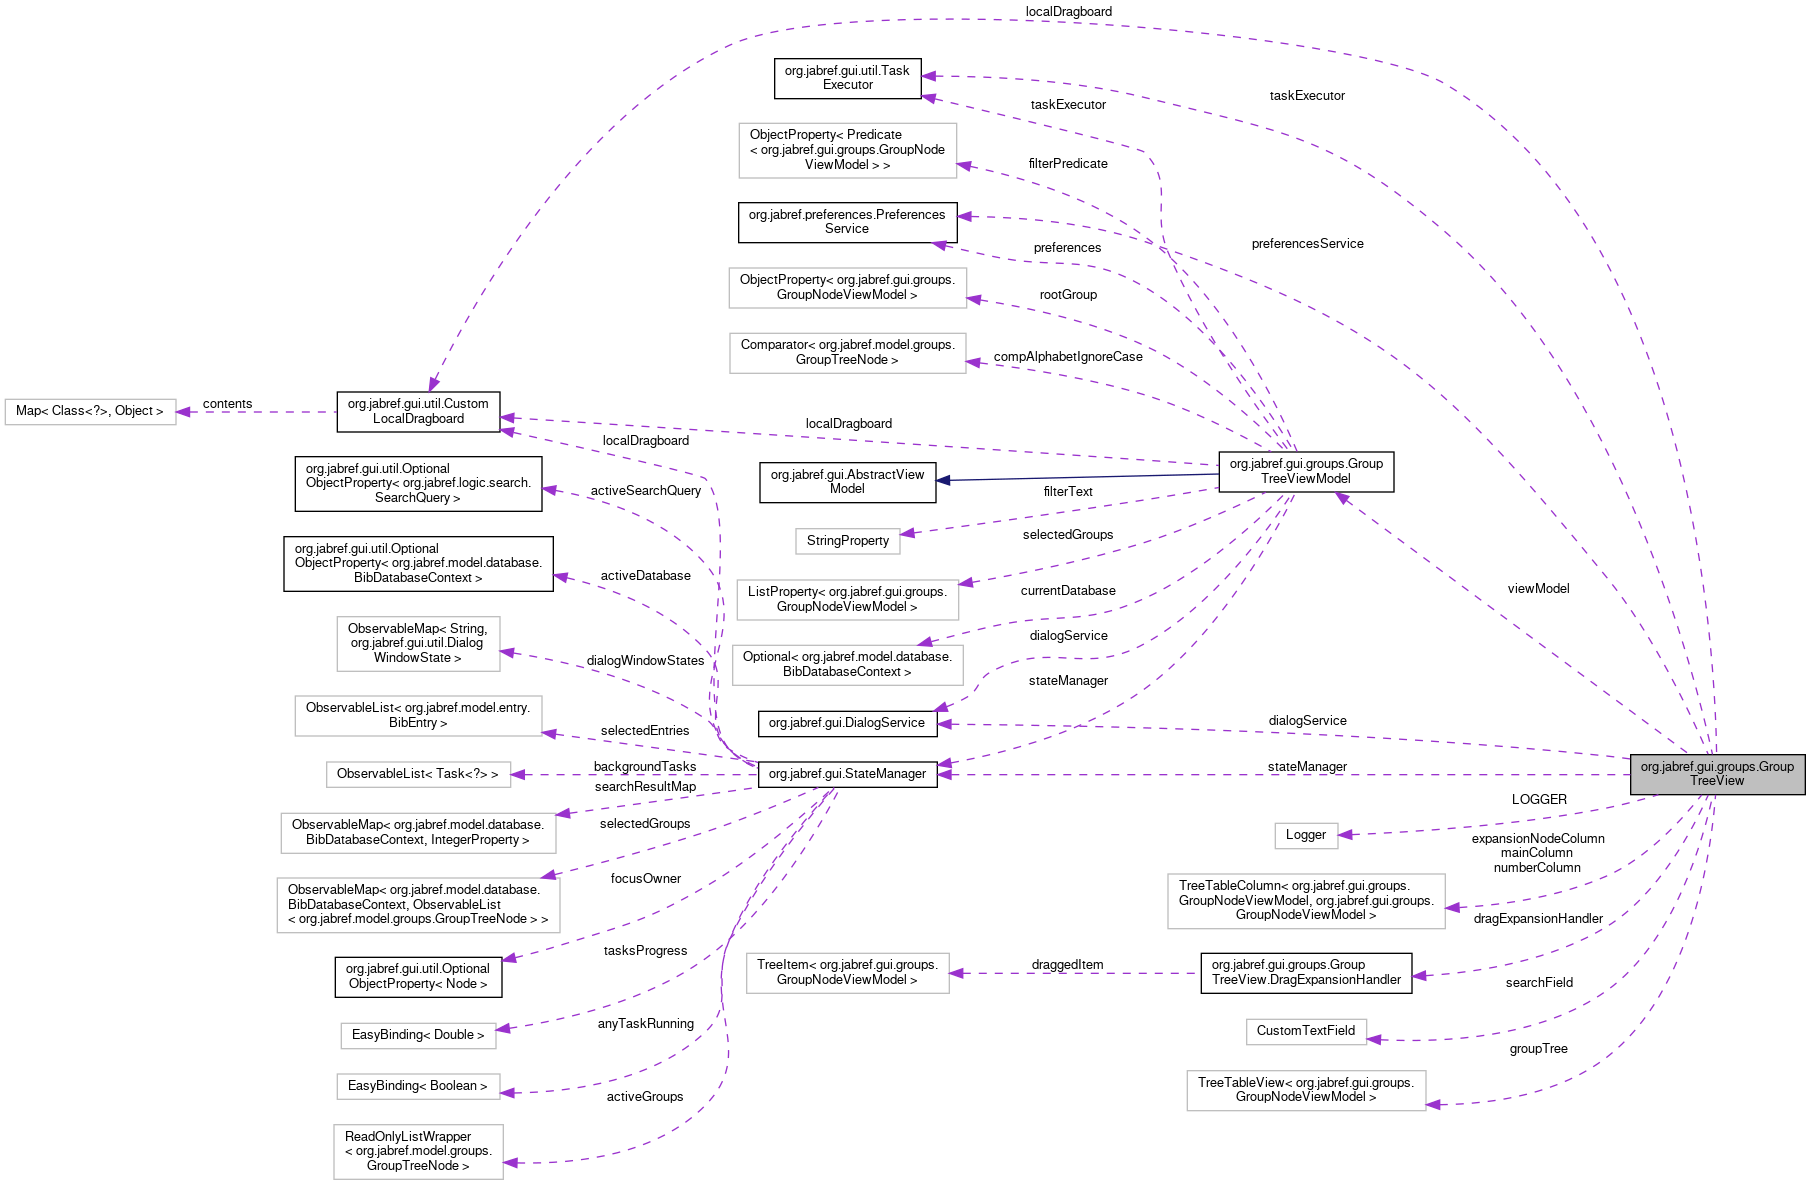 localDragboard
org.jabref.gui.util.Task
Executor
taskExecutor
taskExecutor
ObjectProperty< Predicate
< org.jabref.gui.groups.GroupNode
ViewModel > >
filterPredicate
org.jabref.preferences.Preferences
Service
preferences
preferencesService
ObjectProperty< org.jabref.gui.groups.
GroupNodeViewModel >
rootGroup
Comparator< org.jabref.model.groups.
GroupTreeNode >
compAlphabetIgnoreCase
Map< Class<?>, Object >
contents
org.jabref.gui.util.Custom
LocalDragboard
localDragboard
localDragboard
org.jabref.gui.groups.Group
TreeViewModel
org.jabref.gui.util.Optional
ObjectProperty< org.jabref.logic.search.
SearchQuery >
activeSearchQuery
org.jabref.gui.AbstractView
Model
filterText
StringProperty
selectedGroups
org.jabref.gui.util.Optional
ObjectProperty< org.jabref.model.database.
BibDatabaseContext >
activeDatabase
ListProperty< org.jabref.gui.groups.
GroupNodeViewModel >
currentDatabase
viewModel
ObservableMap< String,
org.jabref.gui.util.Dialog
WindowState >
dialogWindowStates
Optional< org.jabref.model.database.
BibDatabaseContext >
dialogService
stateManager
ObservableList< org.jabref.model.entry.
BibEntry >
selectedEntries
org.jabref.gui.DialogService
dialogService
ObservableList< Task<?> >
backgroundTasks
org.jabref.gui.StateManager
stateManager
org.jabref.gui.groups.Group
TreeView
searchResultMap
ObservableMap< org.jabref.model.database.
BibDatabaseContext, IntegerProperty >
selectedGroups
LOGGER
Logger
expansionNodeColumn
mainColumn
numberColumn
ObservableMap< org.jabref.model.database.
BibDatabaseContext, ObservableList
< org.jabref.model.groups.GroupTreeNode > >
focusOwner
TreeTableColumn< org.jabref.gui.groups.
GroupNodeViewModel, org.jabref.gui.groups.
GroupNodeViewModel >
dragExpansionHandler
org.jabref.gui.util.Optional
ObjectProperty< Node >
tasksProgress
TreeItem< org.jabref.gui.groups.
GroupNodeViewModel >
draggedItem
org.jabref.gui.groups.Group
TreeView.DragExpansionHandler
searchField
EasyBinding< Double >
anyTaskRunning
CustomTextField
groupTree
EasyBinding< Boolean >
activeGroups
TreeTableView< org.jabref.gui.groups.
GroupNodeViewModel >
ReadOnlyListWrapper
< org.jabref.model.groups.
GroupTreeNode >